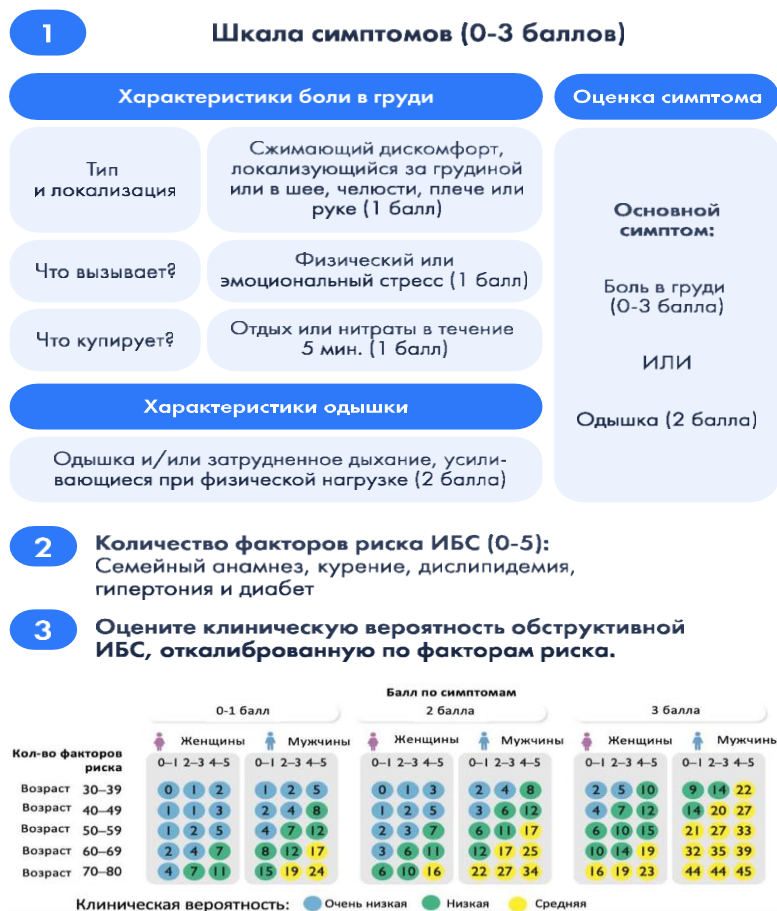 1
Шкала симптомов (0-3 баллов)
Характеристики боли в груди
Оценка симптома
Тип
и локализация
Сжимающий дискомфорт,
локализующийся за грудиной
или в шее, челюсти, плече или
руке (1 балл)
Что вызывает?
Физический или
эмоциональный стресс (1 балл)
Что купирует?
Отдых или нитраты в течение
5 мин. (1 балл)
Основной
симптом:
Боль в груди
(0-3 балла)
ИЛИ
Одышка (2 балла)
Характеристики одышки
Одышка и/или затрудненное дыхание, усили-
вающиеся при физической нагрузке (2 балла)
2
Количество факторов риска ИБС (0-5):
Семейный анамнез, курение, дислипидемия,
гипертония и диабет
3
Оцените клиническую вероятность обструктивной
ИБС, откалиброванную по факторам риска.
Балл по симптомам
0-1 балл 2 балла 3 балла
Женщины Мужчины Женщины Мужчины Женщины Мужчины
Кол-во факторов
риска
0–1 2–3 4–5 0–1 2–3 4–5 0–1 2–3 4–5 0–1 2–3 4–5 0–1 2–3 4–5 0–1 2–3 4–5
Возраст 30–39 0 1 2 1 2 5 0 1 3 2 4 8 2 5 10 9 14 22
Возраст 40–49 1 1 3 2 4 8 1 2 5 3 6 12 4 7 12 14 20 27
Возраст 50–59 1 2 5 4 7 12 2 3 7 6 11 17 6 10 15 21 27 33
Возраст 60–69 2 4 7 8 12 17 3 6 11 12 17 25 10 14 19 32 35 39
Возраст 70–80 4 7 11 15 19 24 6 10 16 22 27 34 16 19 23 44 44 45
Клиническая вероятность: Очень низкая Низкая Средняя